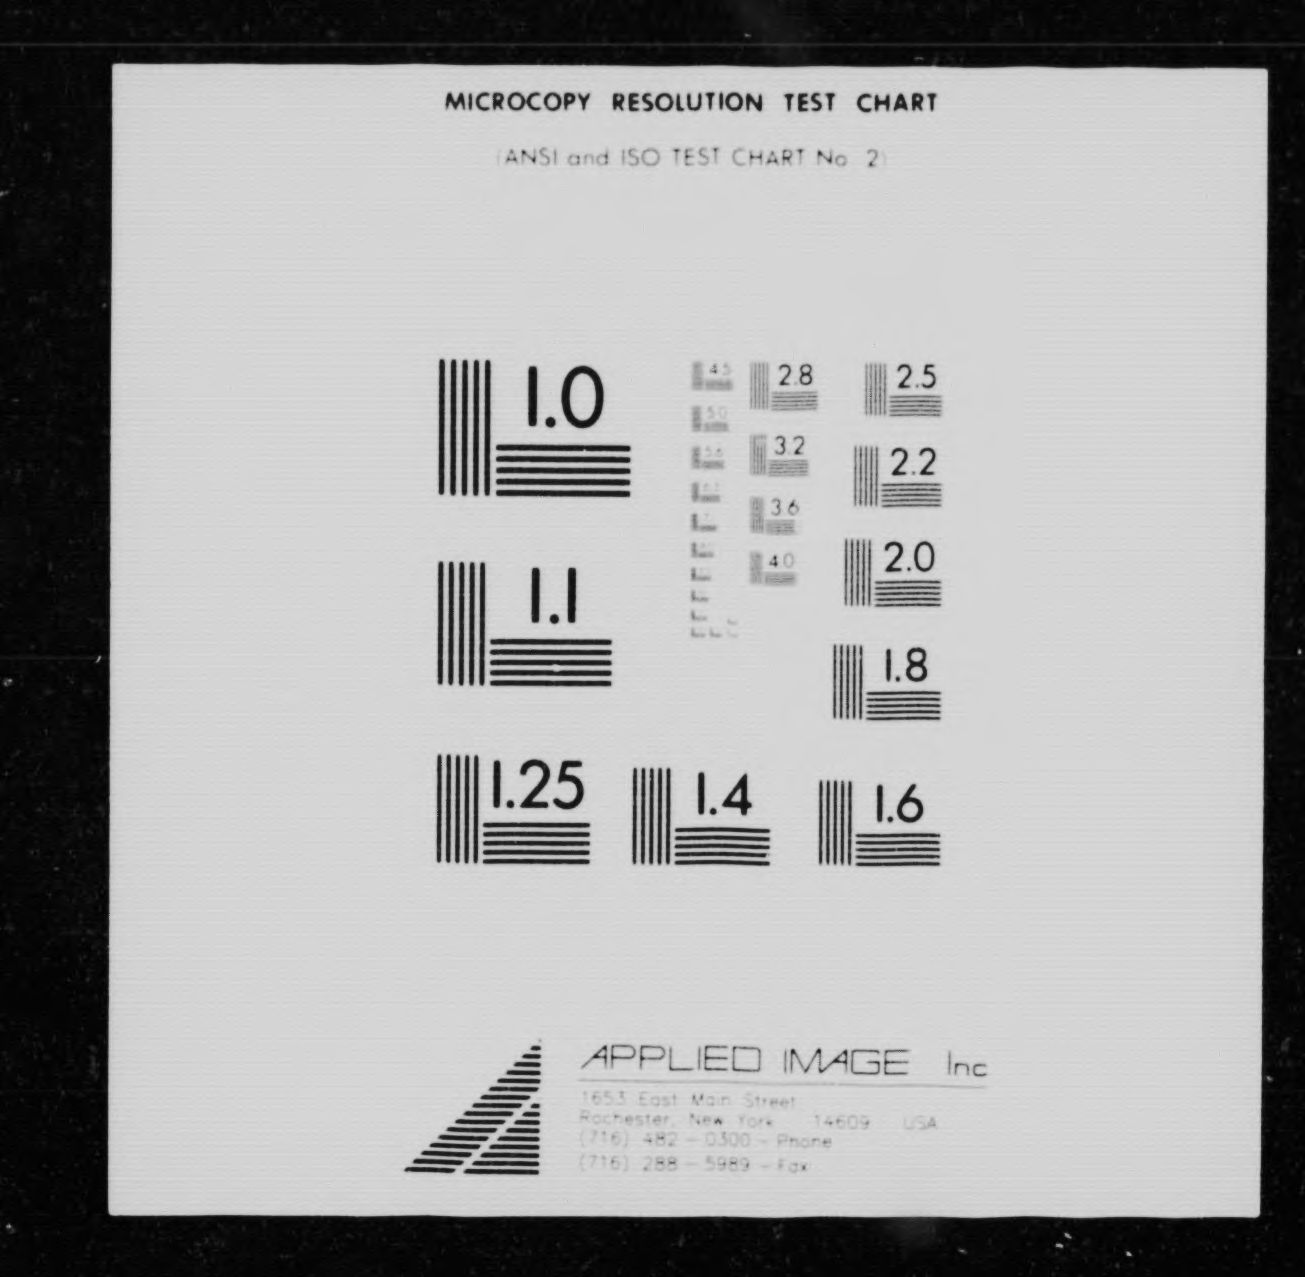 MICROCOPY RESOLUTION TEST CHART
(ANSI and ISO TEST CHART No. 2)
1.0
4.5
2.8
2.5
5.0
3.2
2.2
5.6
3.6
2.0
4.0
1.1
1.8
1.25
1.4
1.6
APPLIED IMAGE Inc
1653 East Main Street
Rochester, New York 14609 USA
(716) 482 - 0300 - Phone
(716) 288 - 5989 - Fax